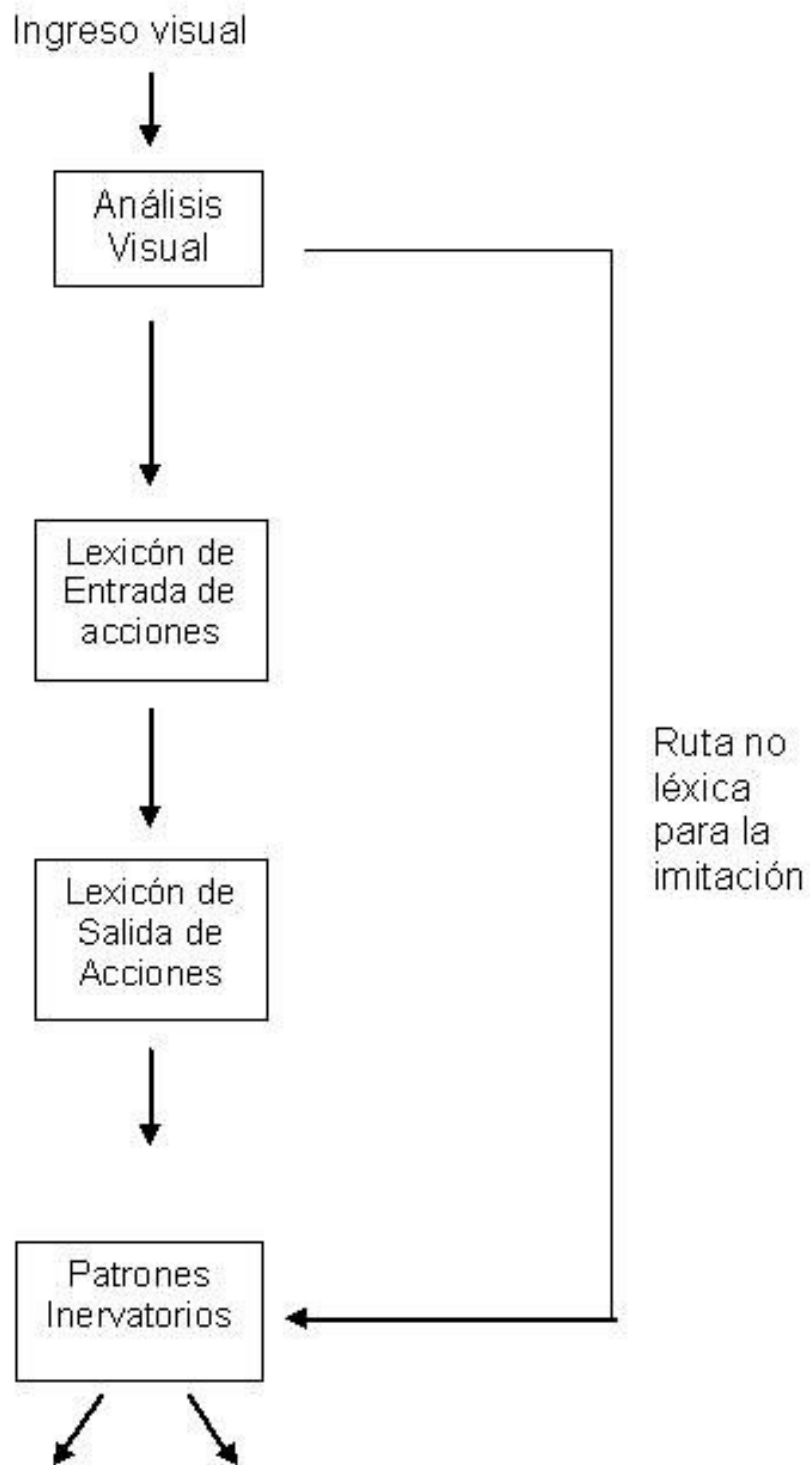 Ingreso visual
Análisis
Visual
Lexicón de
Entrada de
acciones
Ruta no
léxica
para la
imitación
Lexicón de
Salida de
Acciones
Patrones
Inervatorios